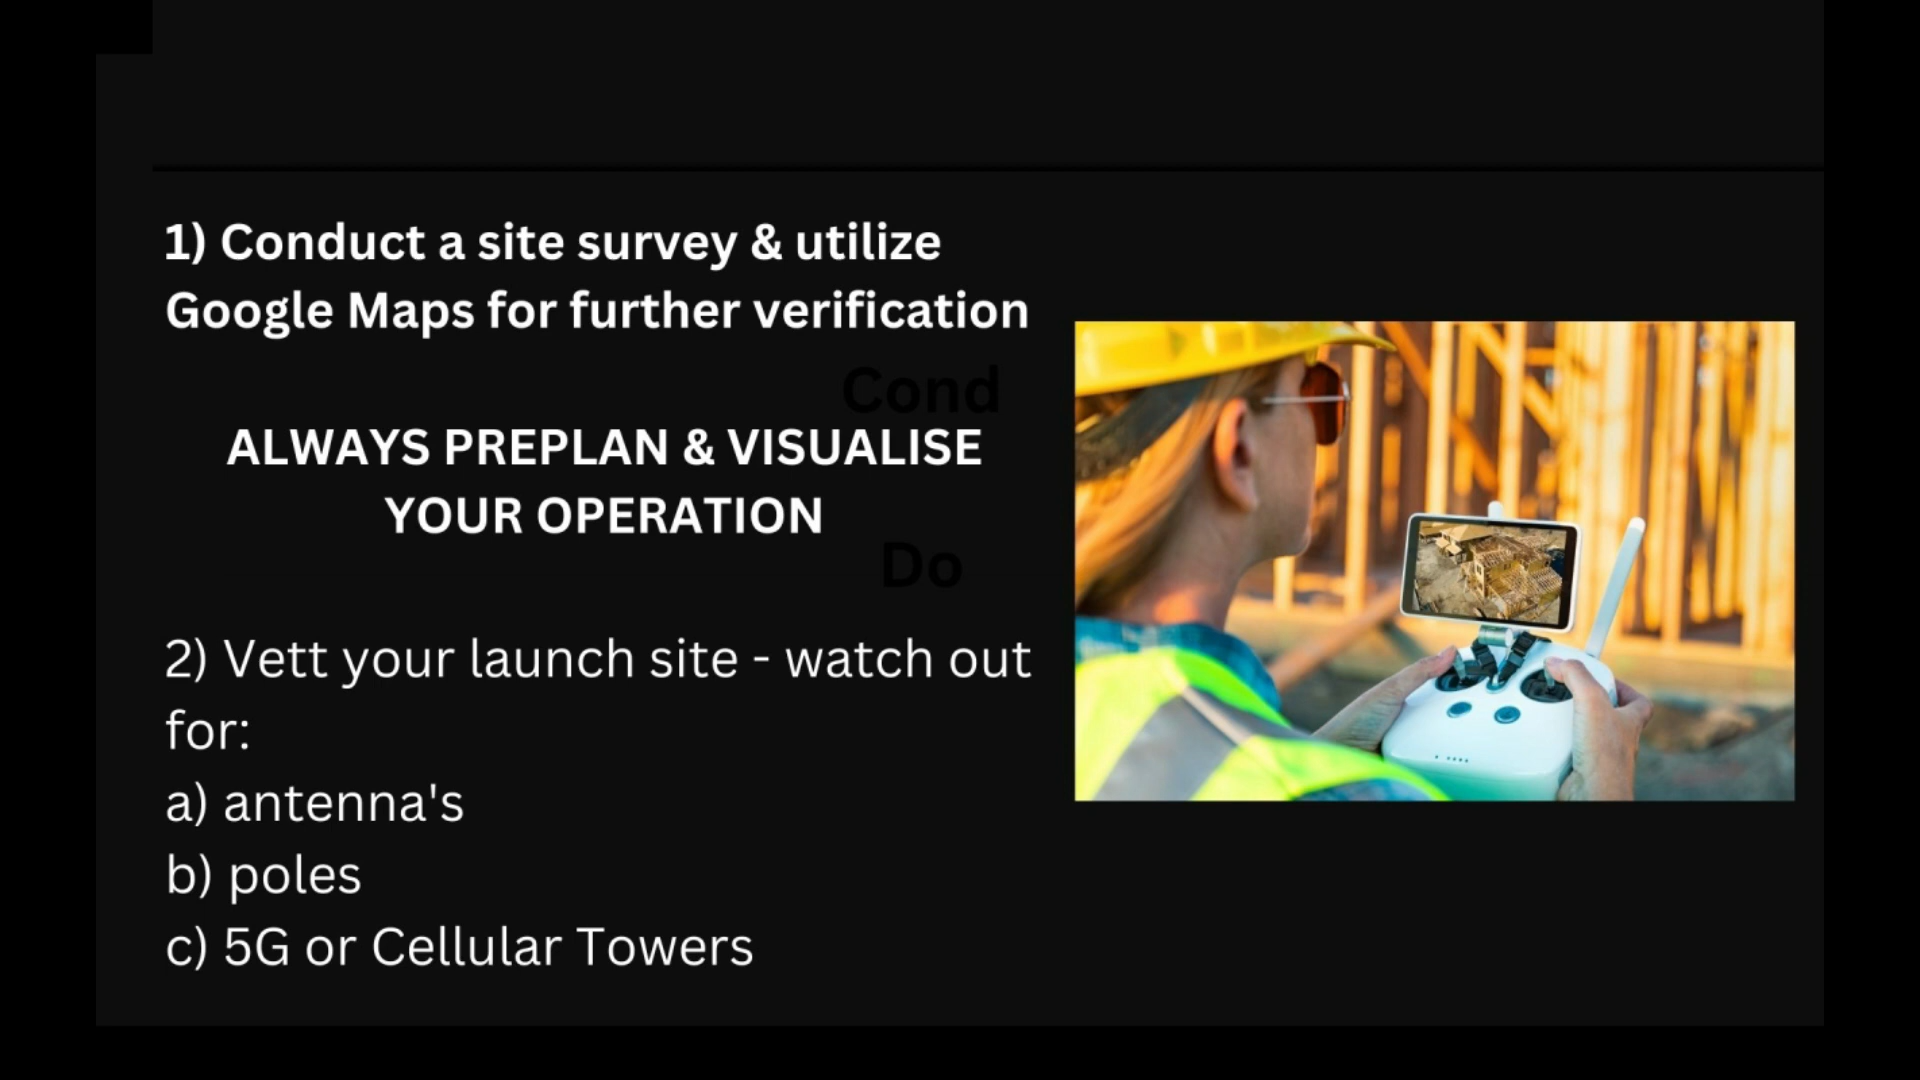 1) Conduct a site survey & utilize
Google Maps for further verification
Cond
ALWAYS PREPLAN & VISUALISE
YOUR OPERATION
Do
2) Vett your launch site - watch out
for:
a) antenna's
b) poles
c) 5G or Cellular Towers